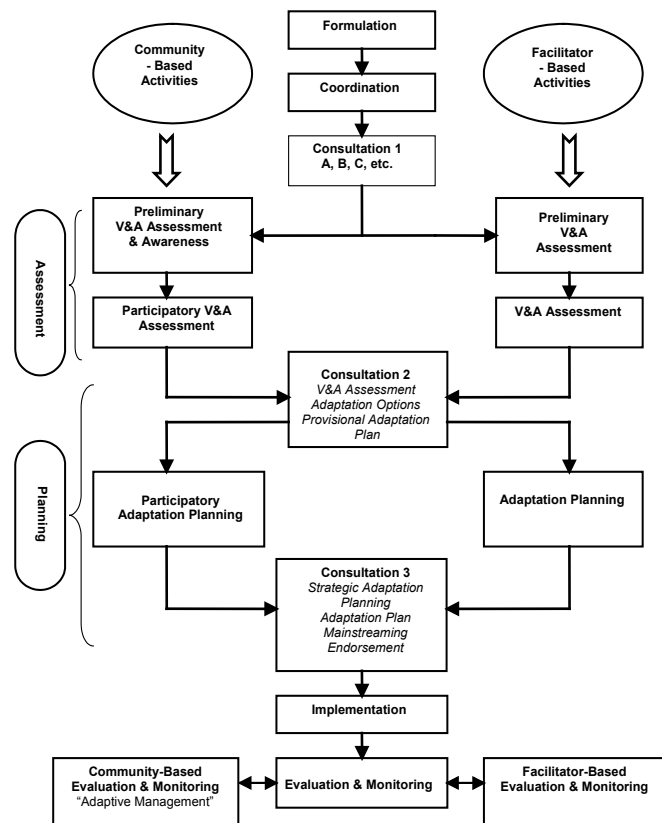 Formulation
Community
- Based
Activities
Facilitator
- Based
Activities
Coordination
Consultation 1
A, B, C, etc.
Assessment
Preliminary
V&A Assessment
& Awareness
Preliminary
V&A
Assessment
Participatory V&A
Assessment
V&A Assessment
Consultation 2
V&A Assessment
Adaptation Options
Provisional Adaptation
Plan
Planning
Participatory
Adaptation Planning
Adaptation Planning
Consultation 3
Strategic Adaptation
Planning
Adaptation Plan
Mainstreaming
Endorsement
Implementation
Community-Based
Evaluation & Monitoring
“Adaptive Management”
Evaluation & Monitoring
Facilitator-Based
Evaluation & Monitoring